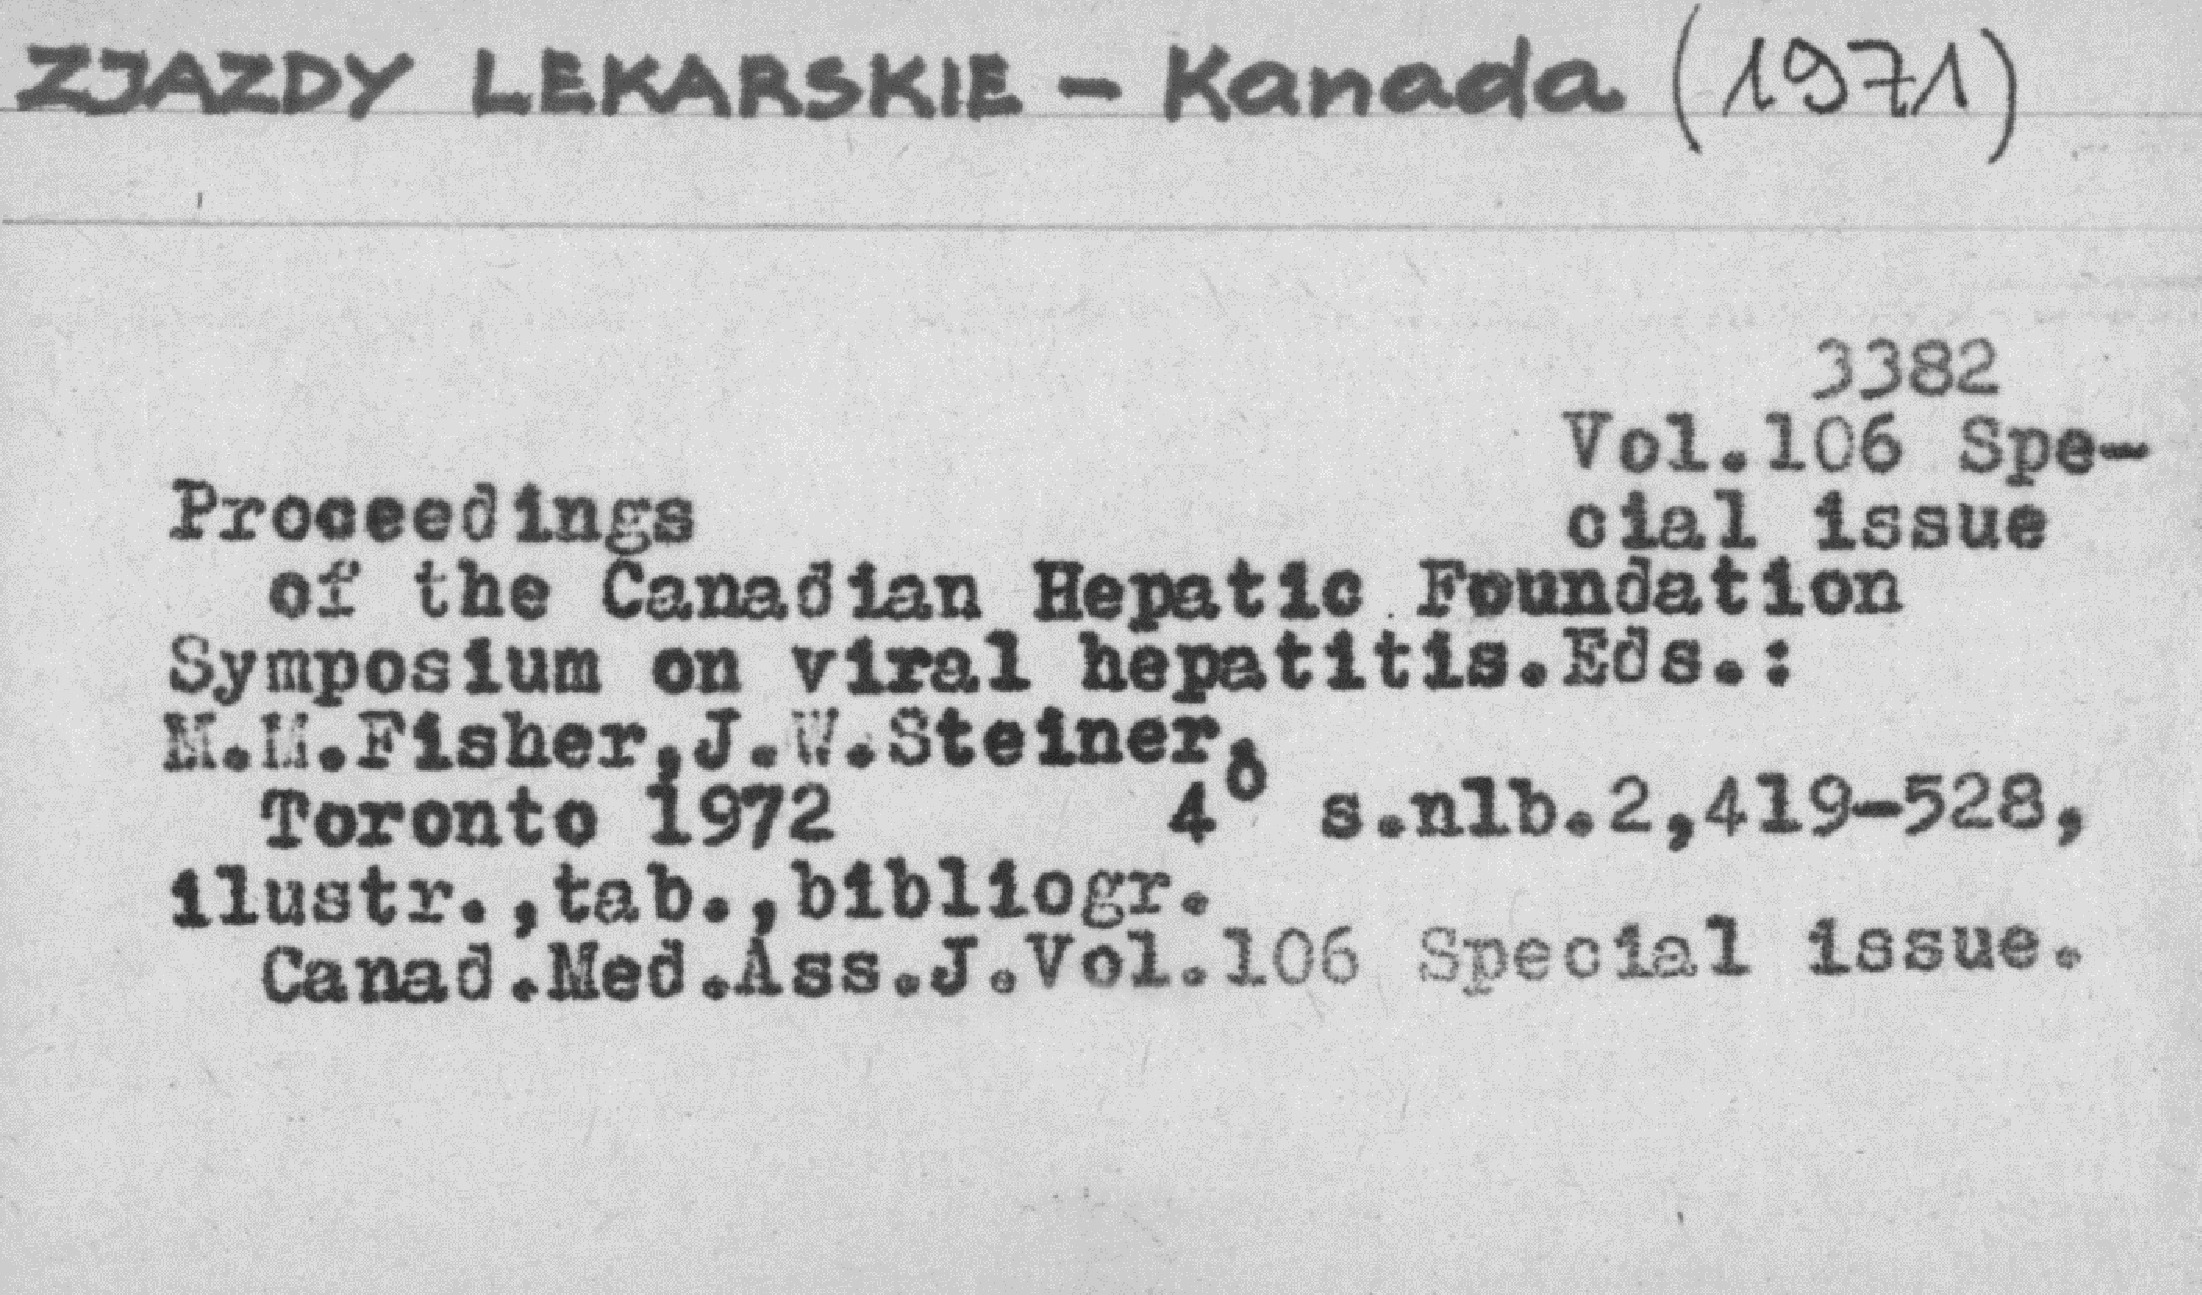 ZJAZDY LEKARSKIE - Kanada (1971)
3382
Vol.106 Spe-
cial issue
Proceedings
of the Canadian Hepatic Foundation
Symposium on viral hepatitis.Eds.:
M.M.Fisher,J.W.Steiner.
Toronto 1972 4° s.nlb.2,419-528,
ilustr.,tab.,bibliogr.
Canad.Med.Ass.J.Vol.106 Special issue.